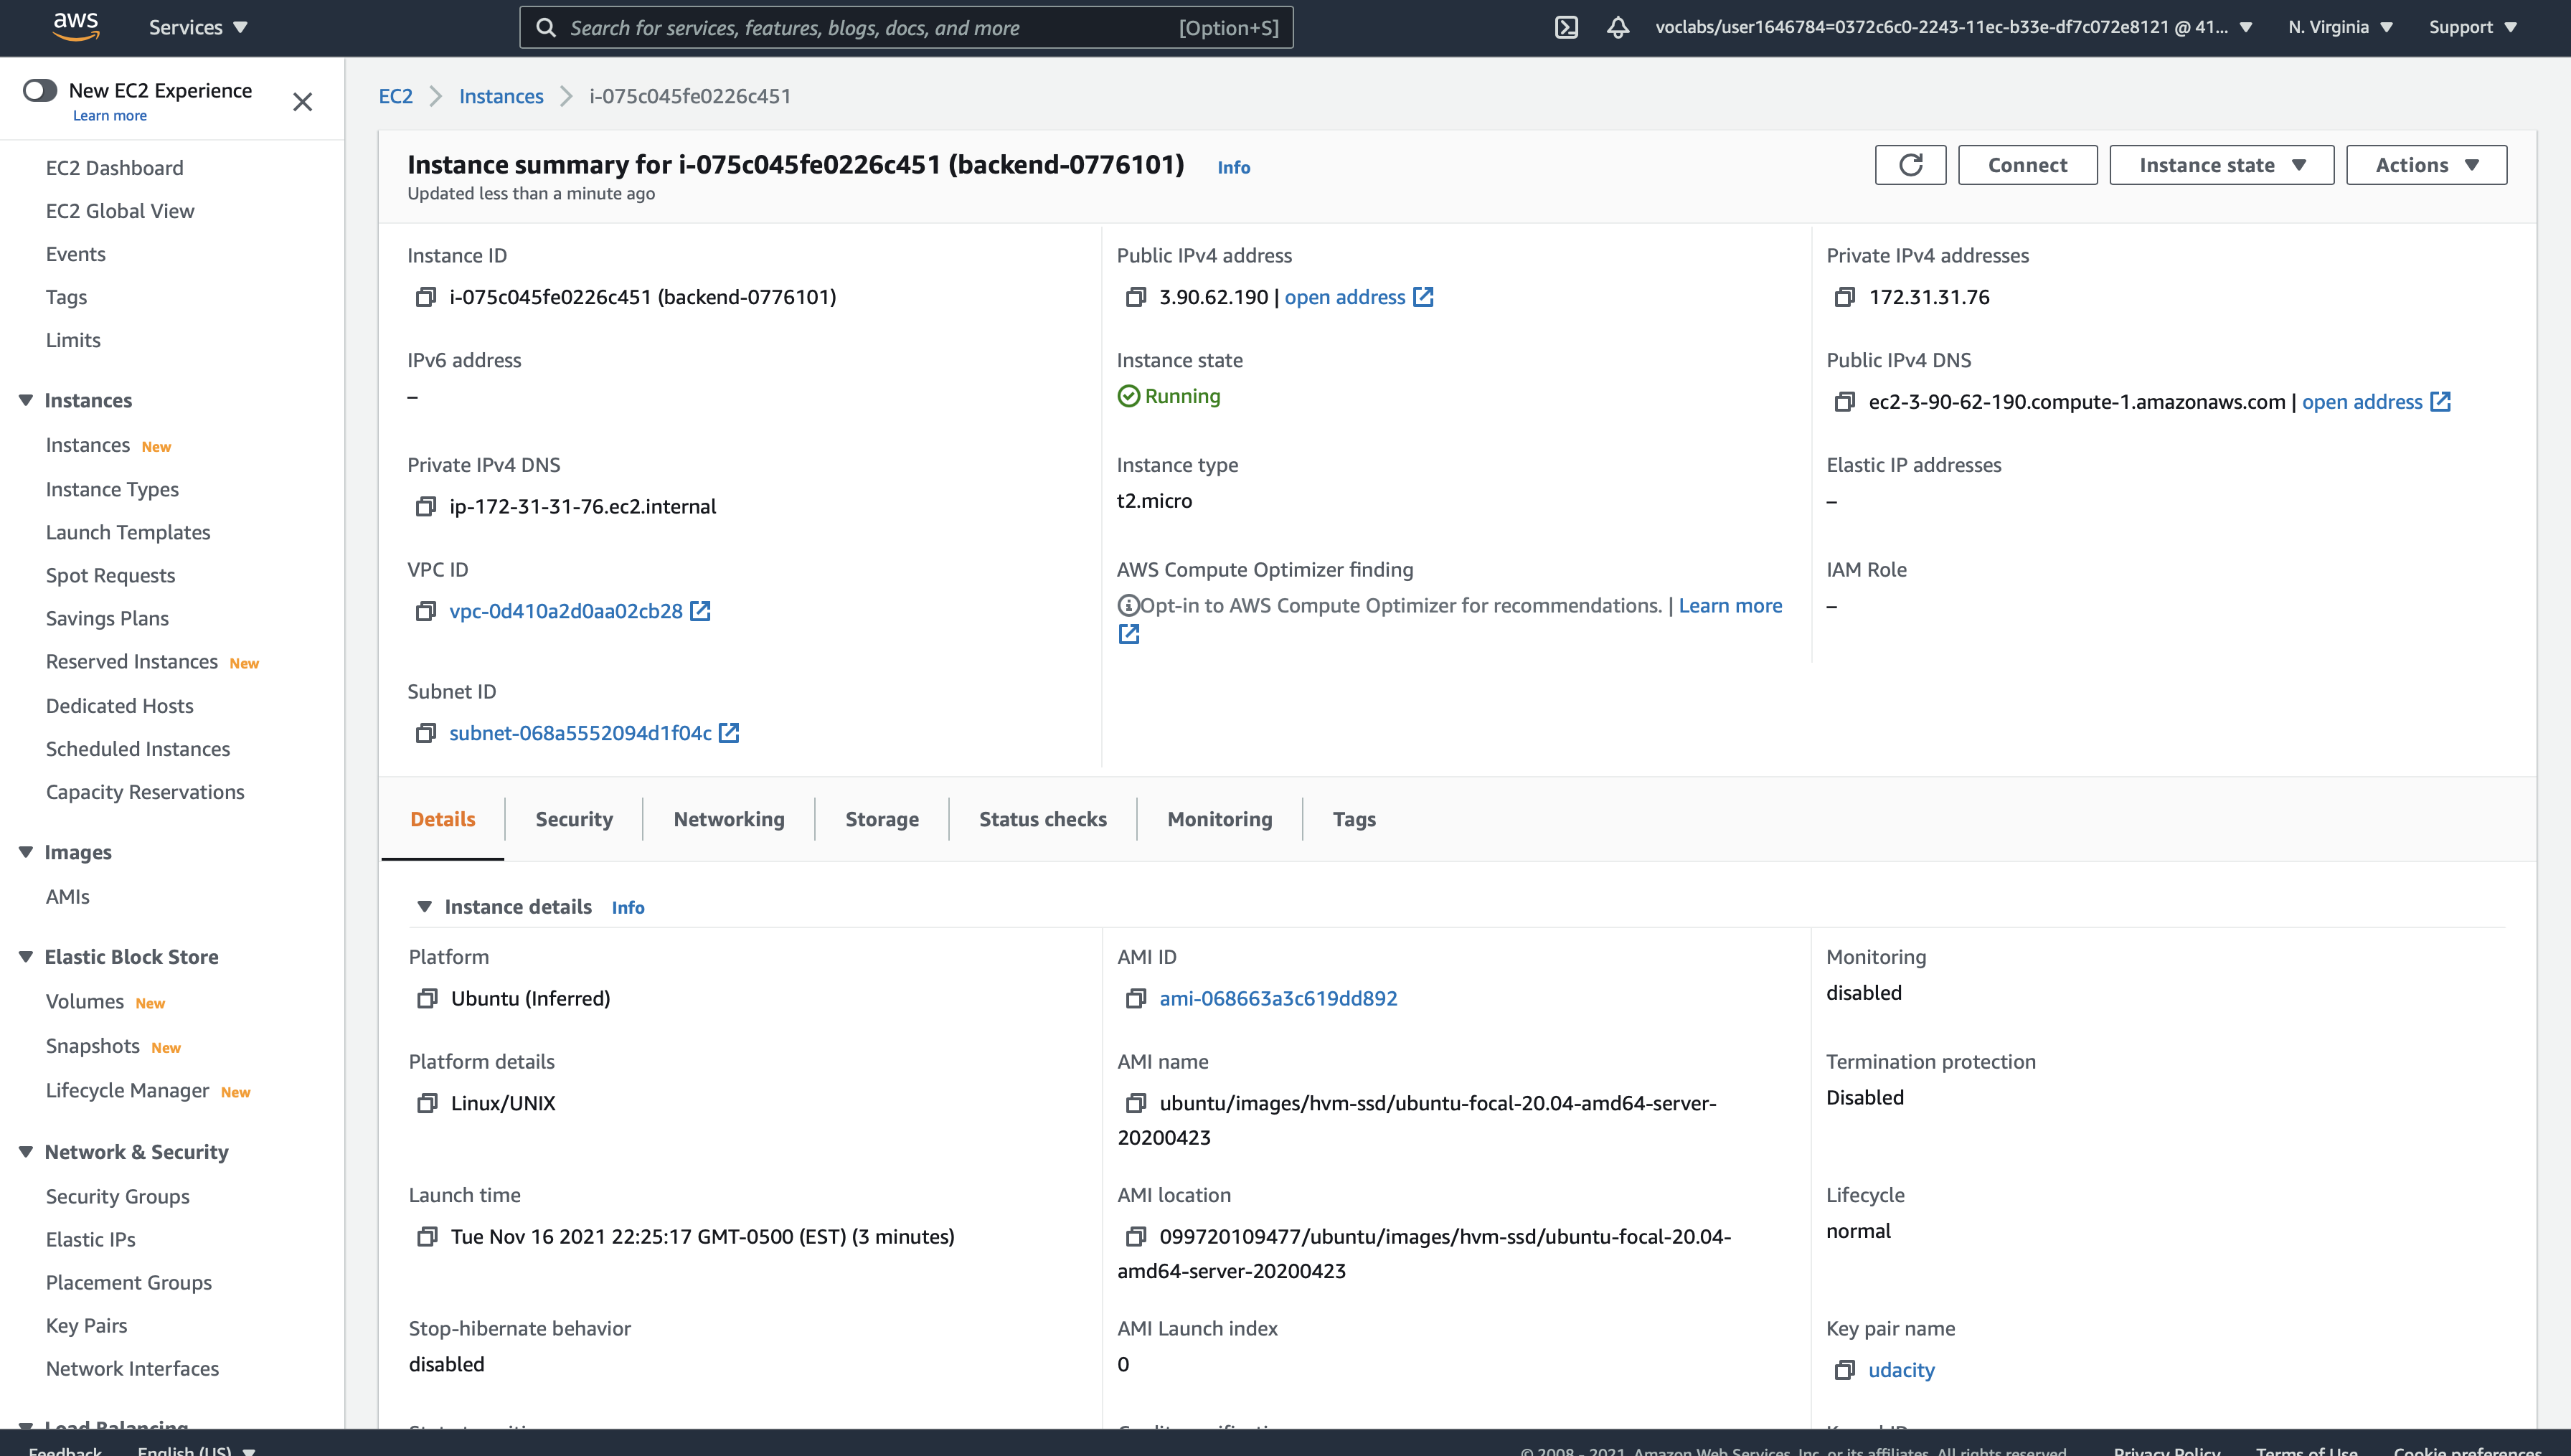 aws
Services
Search for services, features, blogs, docs, and more
[Option+S]
voclabs/user1646784=0372c6c0-2243-11ec-b33e-df7c072e8121 @ 41...
N. Virginia
Support
New EC2 Experience
Learn more
EC2 Dashboard
EC2 Global View
Events
Tags
Limits
Instances
Instances New
Instance Types
Launch Templates
Spot Requests
Savings Plans
Reserved Instances New
Dedicated Hosts
Scheduled Instances
Capacity Reservations
Images
AMIs
Elastic Block Store
Volumes New
Snapshots New
Lifecycle Manager New
Network & Security
Security Groups
Elastic IPs
Placement Groups
Key Pairs
Network Interfaces
Load Balancing
EC2
Instances
i-075c045fe0226c451
Instance summary for i-075c045fe0226c451 (backend-0776101) Info
Updated less than a minute ago
Connect
Instance state
Actions
Instance ID
i-075c045fe0226c451 (backend-0776101)
Public IPv4 address
3.90.62.190 | open address
Private IPv4 addresses
172.31.31.76
IPv6 address
–
Instance state
Running
Public IPv4 DNS
ec2-3-90-62-190.compute-1.amazonaws.com | open address
Private IPv4 DNS
ip-172-31-31-76.ec2.internal
Instance type
t2.micro
Elastic IP addresses
–
VPC ID
vpc-0d410a2d0aa02cb28
AWS Compute Optimizer finding
Opt-in to AWS Compute Optimizer for recommendations. | Learn more
IAM Role
–
Subnet ID
subnet-068a5552094d1f04c
Details
Security
Networking
Storage
Status checks
Monitoring
Tags
Instance details Info
Platform
Ubuntu (Inferred)
AMI ID
ami-068663a3c619dd892
Monitoring
disabled
Platform details
Linux/UNIX
AMI name
ubuntu/images/hvm-ssd/ubuntu-focal-20.04-amd64-server-
20200423
Termination protection
Disabled
Launch time
Tue Nov 16 2021 22:25:17 GMT-0500 (EST) (3 minutes)
AMI location
099720109477/ubuntu/images/hvm-ssd/ubuntu-focal-20.04-
amd64-server-20200423
Lifecycle
normal
Stop-hibernate behavior
disabled
AMI Launch index
0
Key pair name
udacity
Feedback
English (US)
© 2008 - 2021, Amazon Web Services, Inc. or its affiliates. All rights reserved.
Privacy Policy
Terms of Use
Cookie preferences